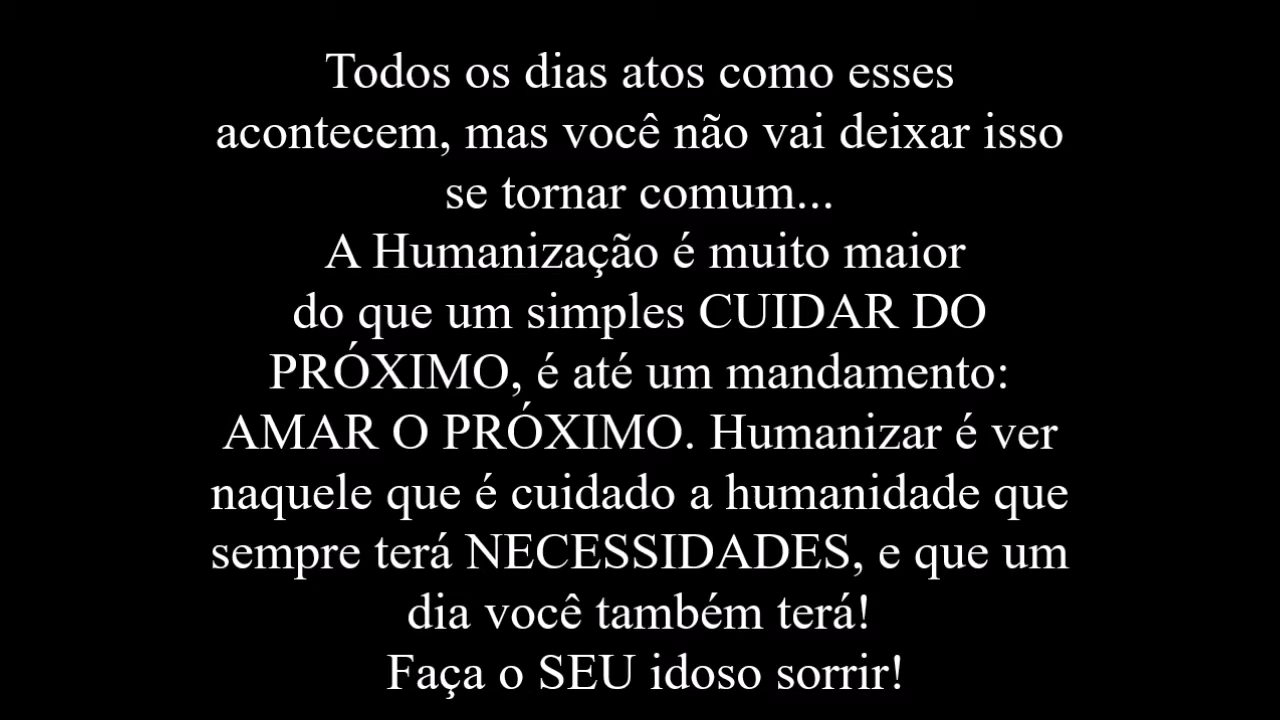 Todos os dias atos como esses
acontecem, mas você não vai deixar isso
se tornar comum...
A Humanização é muito maior
do que um simples CUIDAR DO
PRÓXIMO, é até um mandamento:
AMAR O PRÓXIMO. Humanizar é ver
naquele que é cuidado a humanidade que
sempre terá NECESSIDADES, e que um
dia você também terá!
Faça o SEU idoso sorrir!